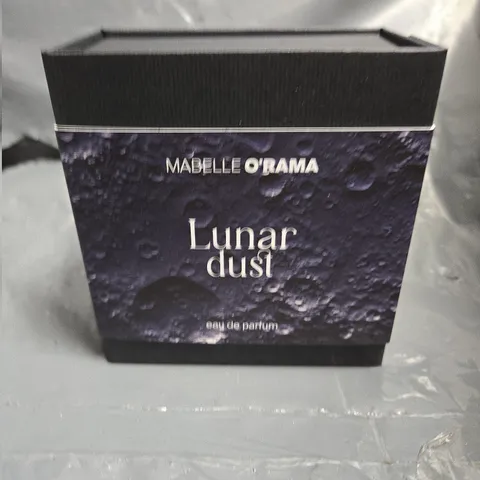 MABELLE O'RAMA
Lunar
dust
eau de parfum